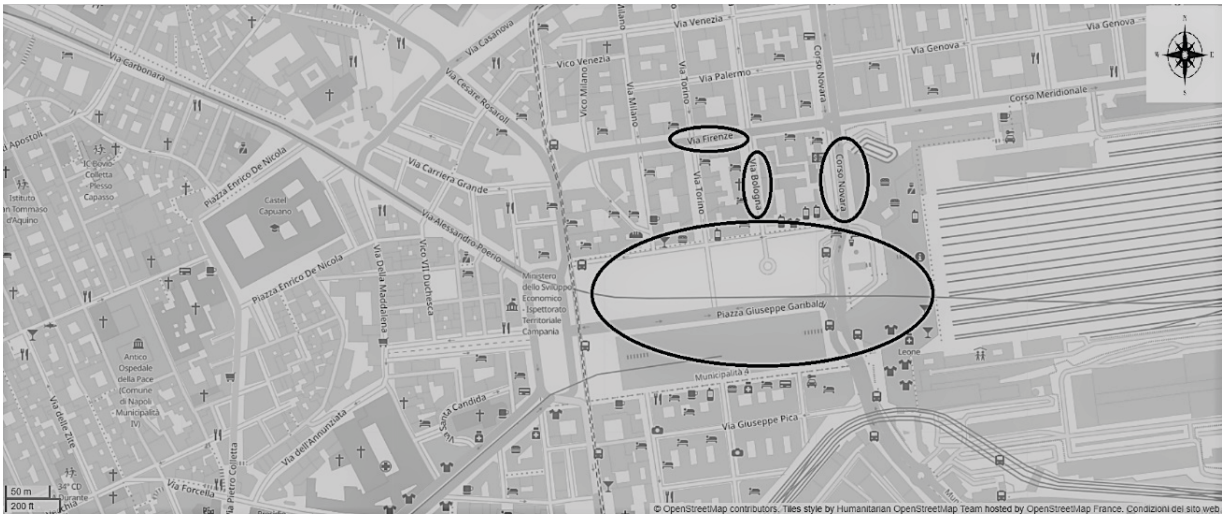 Via Venezia
Via Genova
Via Casanova
Via Milano
Corso Novara
Via Genova
Via Carbonara
Vico Venezia
Via Torino
Via Palermo
Via Cesare Rosaroll
Vico Milano
Via Milano
Corso Meridionale
Apostoli
Via Firenze
IC Bovio
Colletta
Plesso
Capasso
Piazza Enrico De Nicola
Via Carriera Grande
Via Bologna
Corso Novara
Via Torino
Istituto
San Tommaso
d'Aquino
Castel
Capuano
Via Alessandro Poerio
Piazza Enrico De Nicola
Via Della Maddalena
Vico VII Duchesca
Ministero
dello Sviluppo
Economico
- Ispettorato
Territoriale
Campania
Piazza Giuseppe Garibaldi
Leone
Antico
Ospedale
della Pace
(Comune
di Napoli
- Municipalità
IV)
Municipalità 4
Via Santa Candida
Via delle Zite
Via dell'Annunziata
Via Giuseppe Pica
Via Pietro Colletta
34° CD
Durante
Via Forcella
50 m
200 ft
© OpenStreetMap contributors. Tiles style by Humanitarian OpenStreetMap Team hosted by OpenStreetMap France. Condizioni del sito web